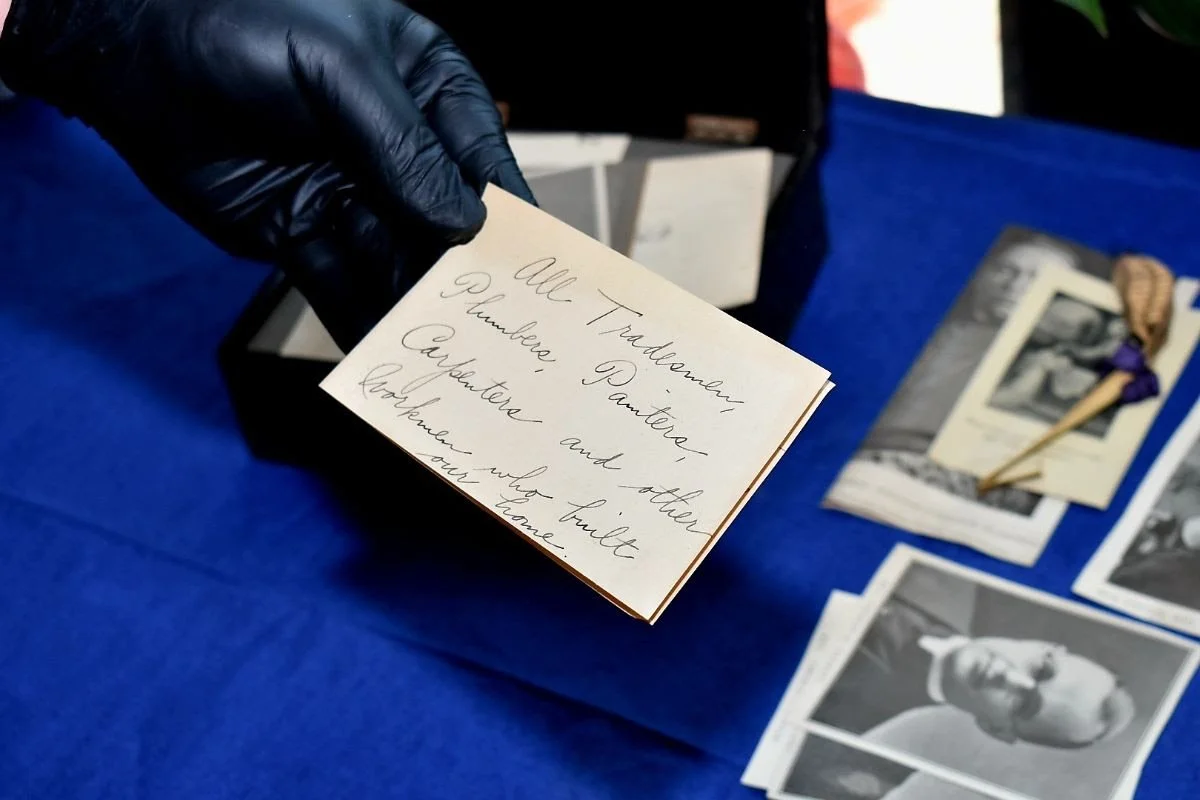 All Tradesmen,
Plumbers, Painters,
Carpenters and other
Workmen who built
our home.